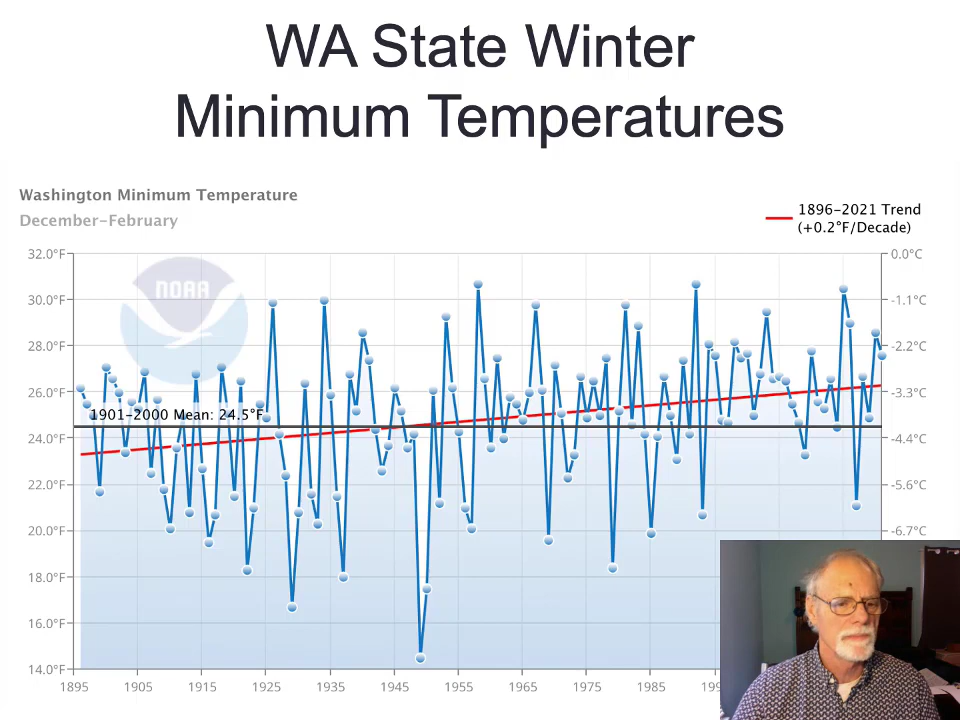 WA State Winter
Minimum Temperatures
Washington Minimum Temperature
December–February
1896–2021 Trend
(+0.2°F/Decade)
32.0°F
0.0°C
NOAA
30.0°F
-1.1°C
28.0°F
-2.2°C
26.0°F
-3.3°C
1901–2000 Mean: 24.5°F
24.0°F
-4.4°C
22.0°F
-5.6°C
20.0°F
-6.7°C
18.0°F
16.0°F
14.0°F
1895 1905 1915 1925 1935 1945 1955 1965 1975 1985